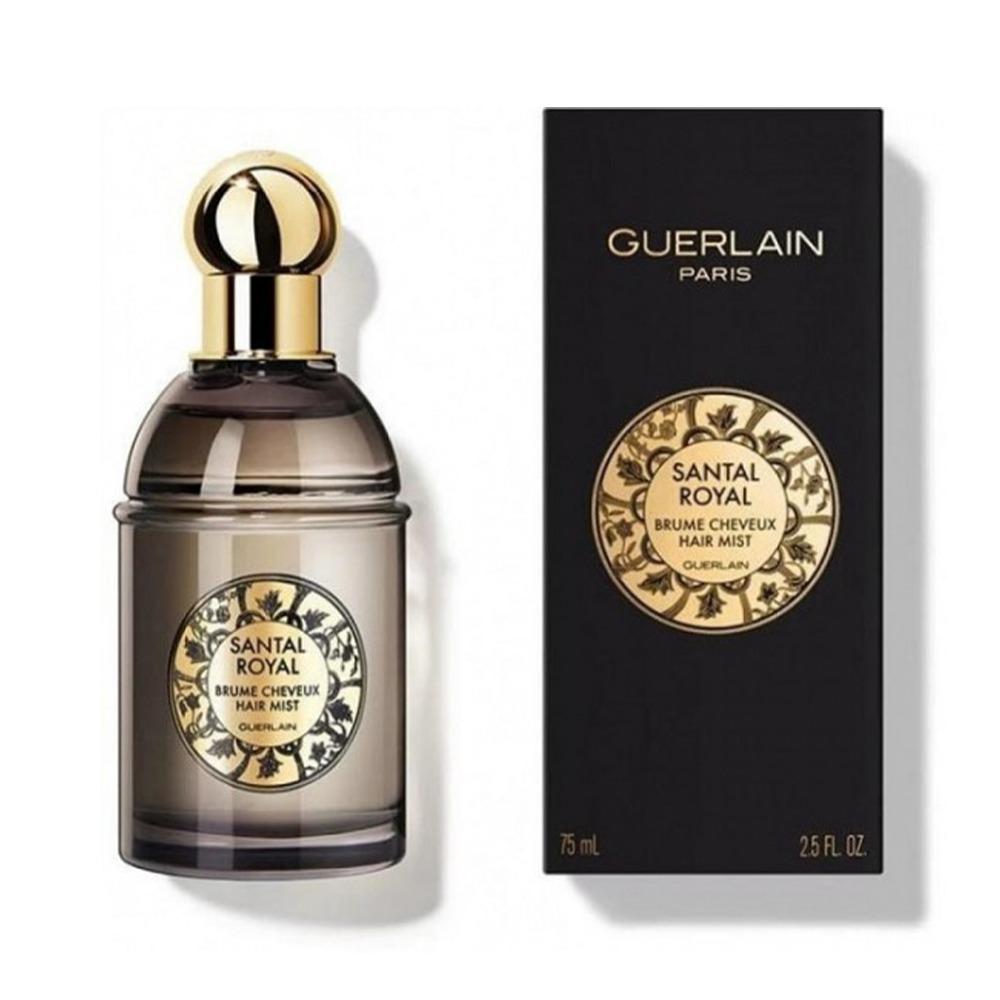 SANTAL
ROYAL
BRUME CHEVEUX
HAIR MIST
GUERLAIN
GUERLAIN
PARIS
SANTAL
ROYAL
BRUME CHEVEUX
HAIR MIST
GUERLAIN
75 mL
2.5 FL. OZ.